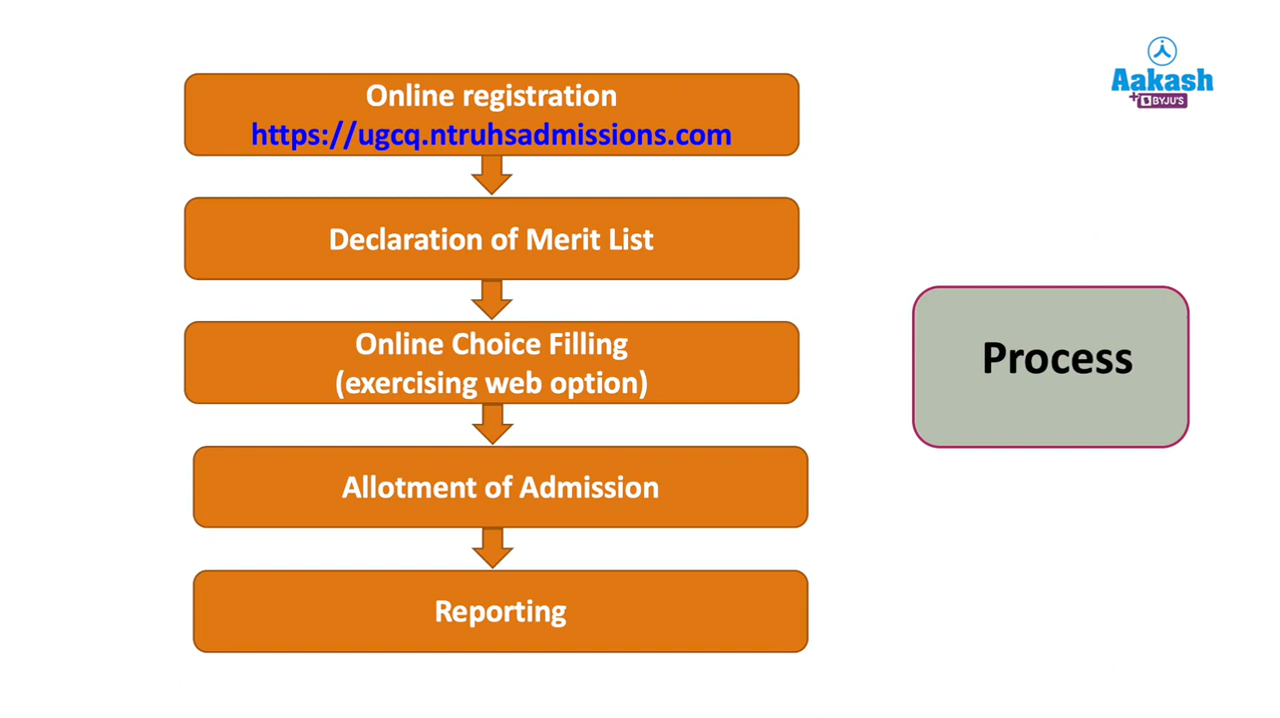 Online registration
https://ugcq.ntruhsadmissions.com
Declaration of Merit List
Online Choice Filling
(exercising web option)
Allotment of Admission
Reporting
Process
Aakash
+ BYJU'S